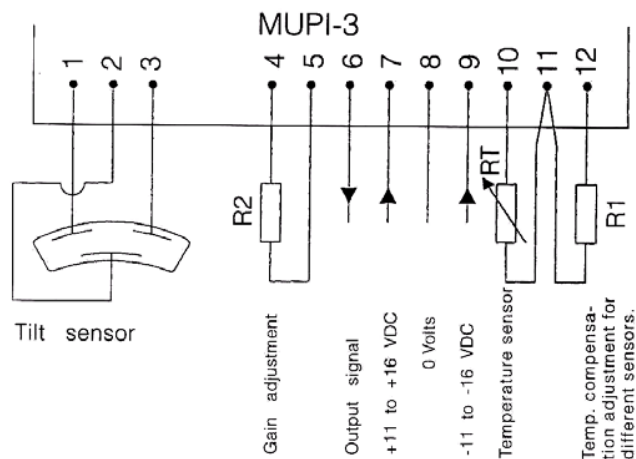 MUPI-3
1
2
3
4
5
6
7
8
9
10
11
12
R2
RT
R1
Tilt sensor
Gain adjustment
Output signal
+11 to +16 VDC
0 Volts
-11 to -16 VDC
Temperature sensor
Temp. compensa-
tion adjustment for
different sensors.